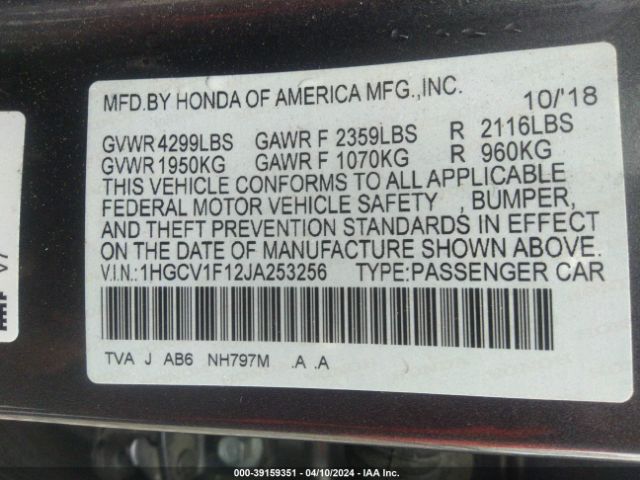 MFD.BY HONDA OF AMERICA MFG.,INC. 10/'18
GVWR 4299LBS GAWR F 2359LBS R 2116LBS
GVWR 1950KG GAWR F 1070KG R 960KG
THIS VEHICLE CONFORMS TO ALL APPLICABLE
FEDERAL MOTOR VEHICLE SAFETY , BUMPER,
AND THEFT PREVENTION STANDARDS IN EFFECT
ON THE DATE OF MANUFACTURE SHOWN ABOVE.
V.I.N.:1HGCV1F12JA253256 TYPE:PASSENGER CAR
TVA J AB6 NH797M .A .A
000-39159351 | 04/10/2024 | IAA Inc.